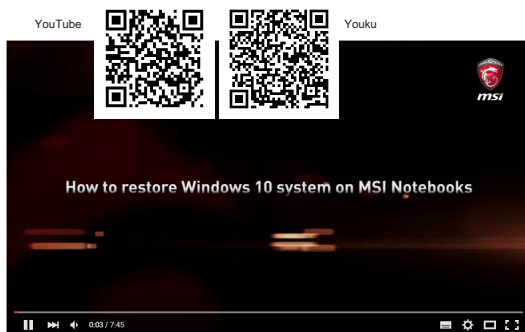 YouTube
Youku
msi
How to restore Windows 10 system on MSI Notebooks
0:03 / 7:45